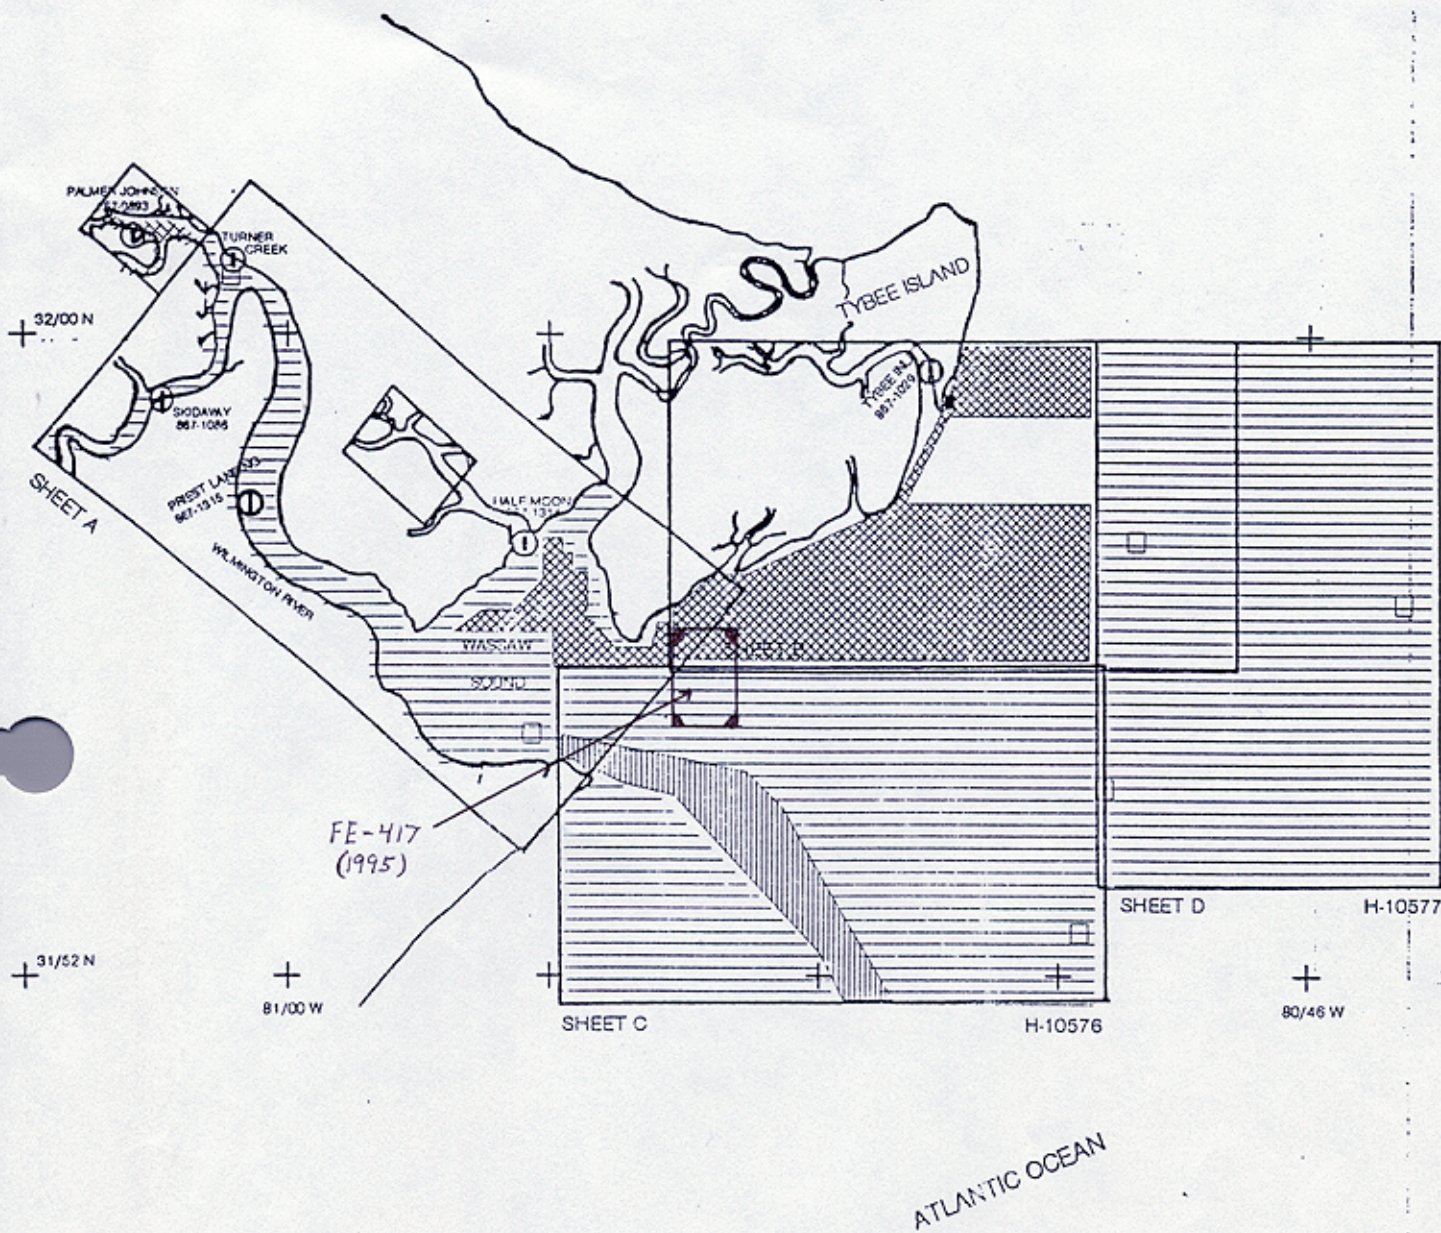 PALMER JOHNSON
TURNER
CREEK
32/00 N
TYBEE ISLAND
TYBEE INL
867-1029
SKIDAWAY
867-1086
SHEET A
PRIEST LANDING
867-1315
HALF MOON
WILMINGTON RIVER
WASSAW
SOUND
FE-417
(1995)
SHEET D
H-10577
31/52 N
81/00 W
80/46 W
SHEET C
H-10576
ATLANTIC OCEAN